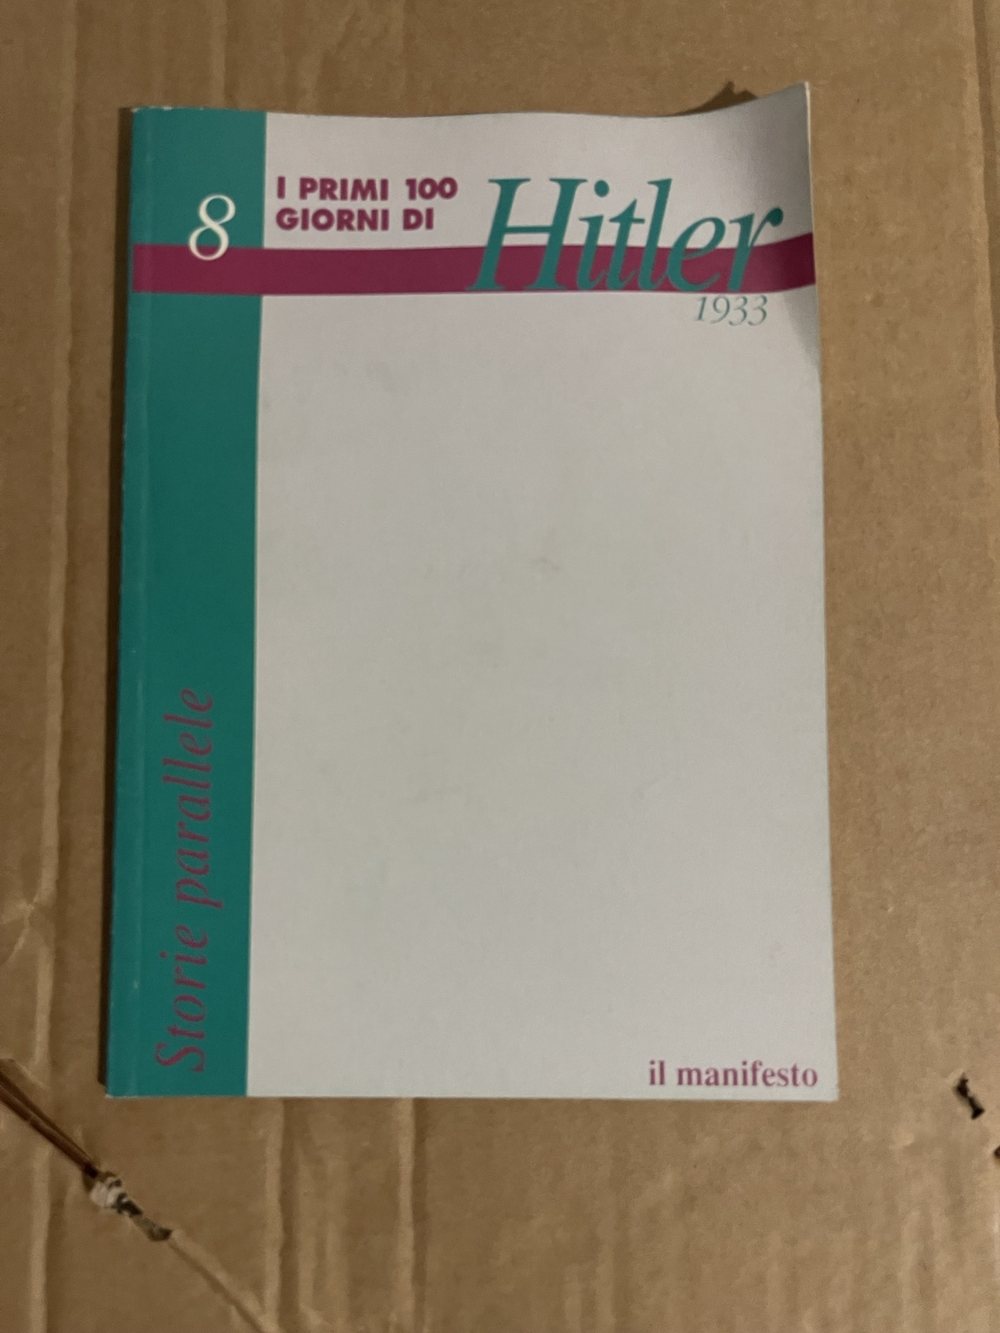 8
I PRIMI 100
GIORNI DI
Hitler
1933
Storie parallele
il manifesto